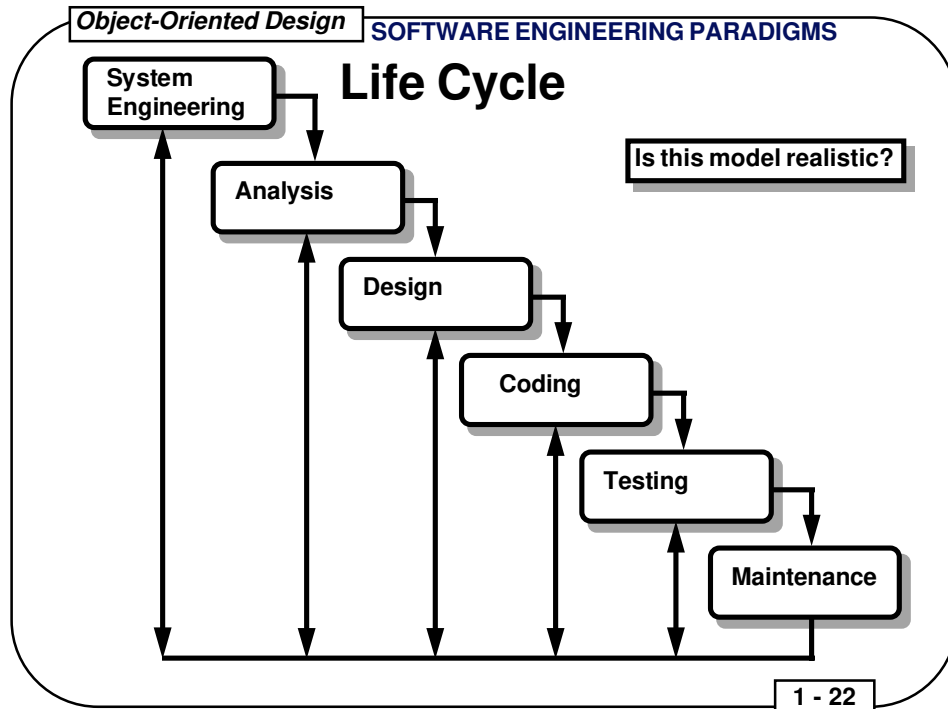 Object-Oriented Design
SOFTWARE ENGINEERING PARADIGMS
Life Cycle
System
Engineering
Is this model realistic?
Analysis
Design
Coding
Testing
Maintenance
1 - 22